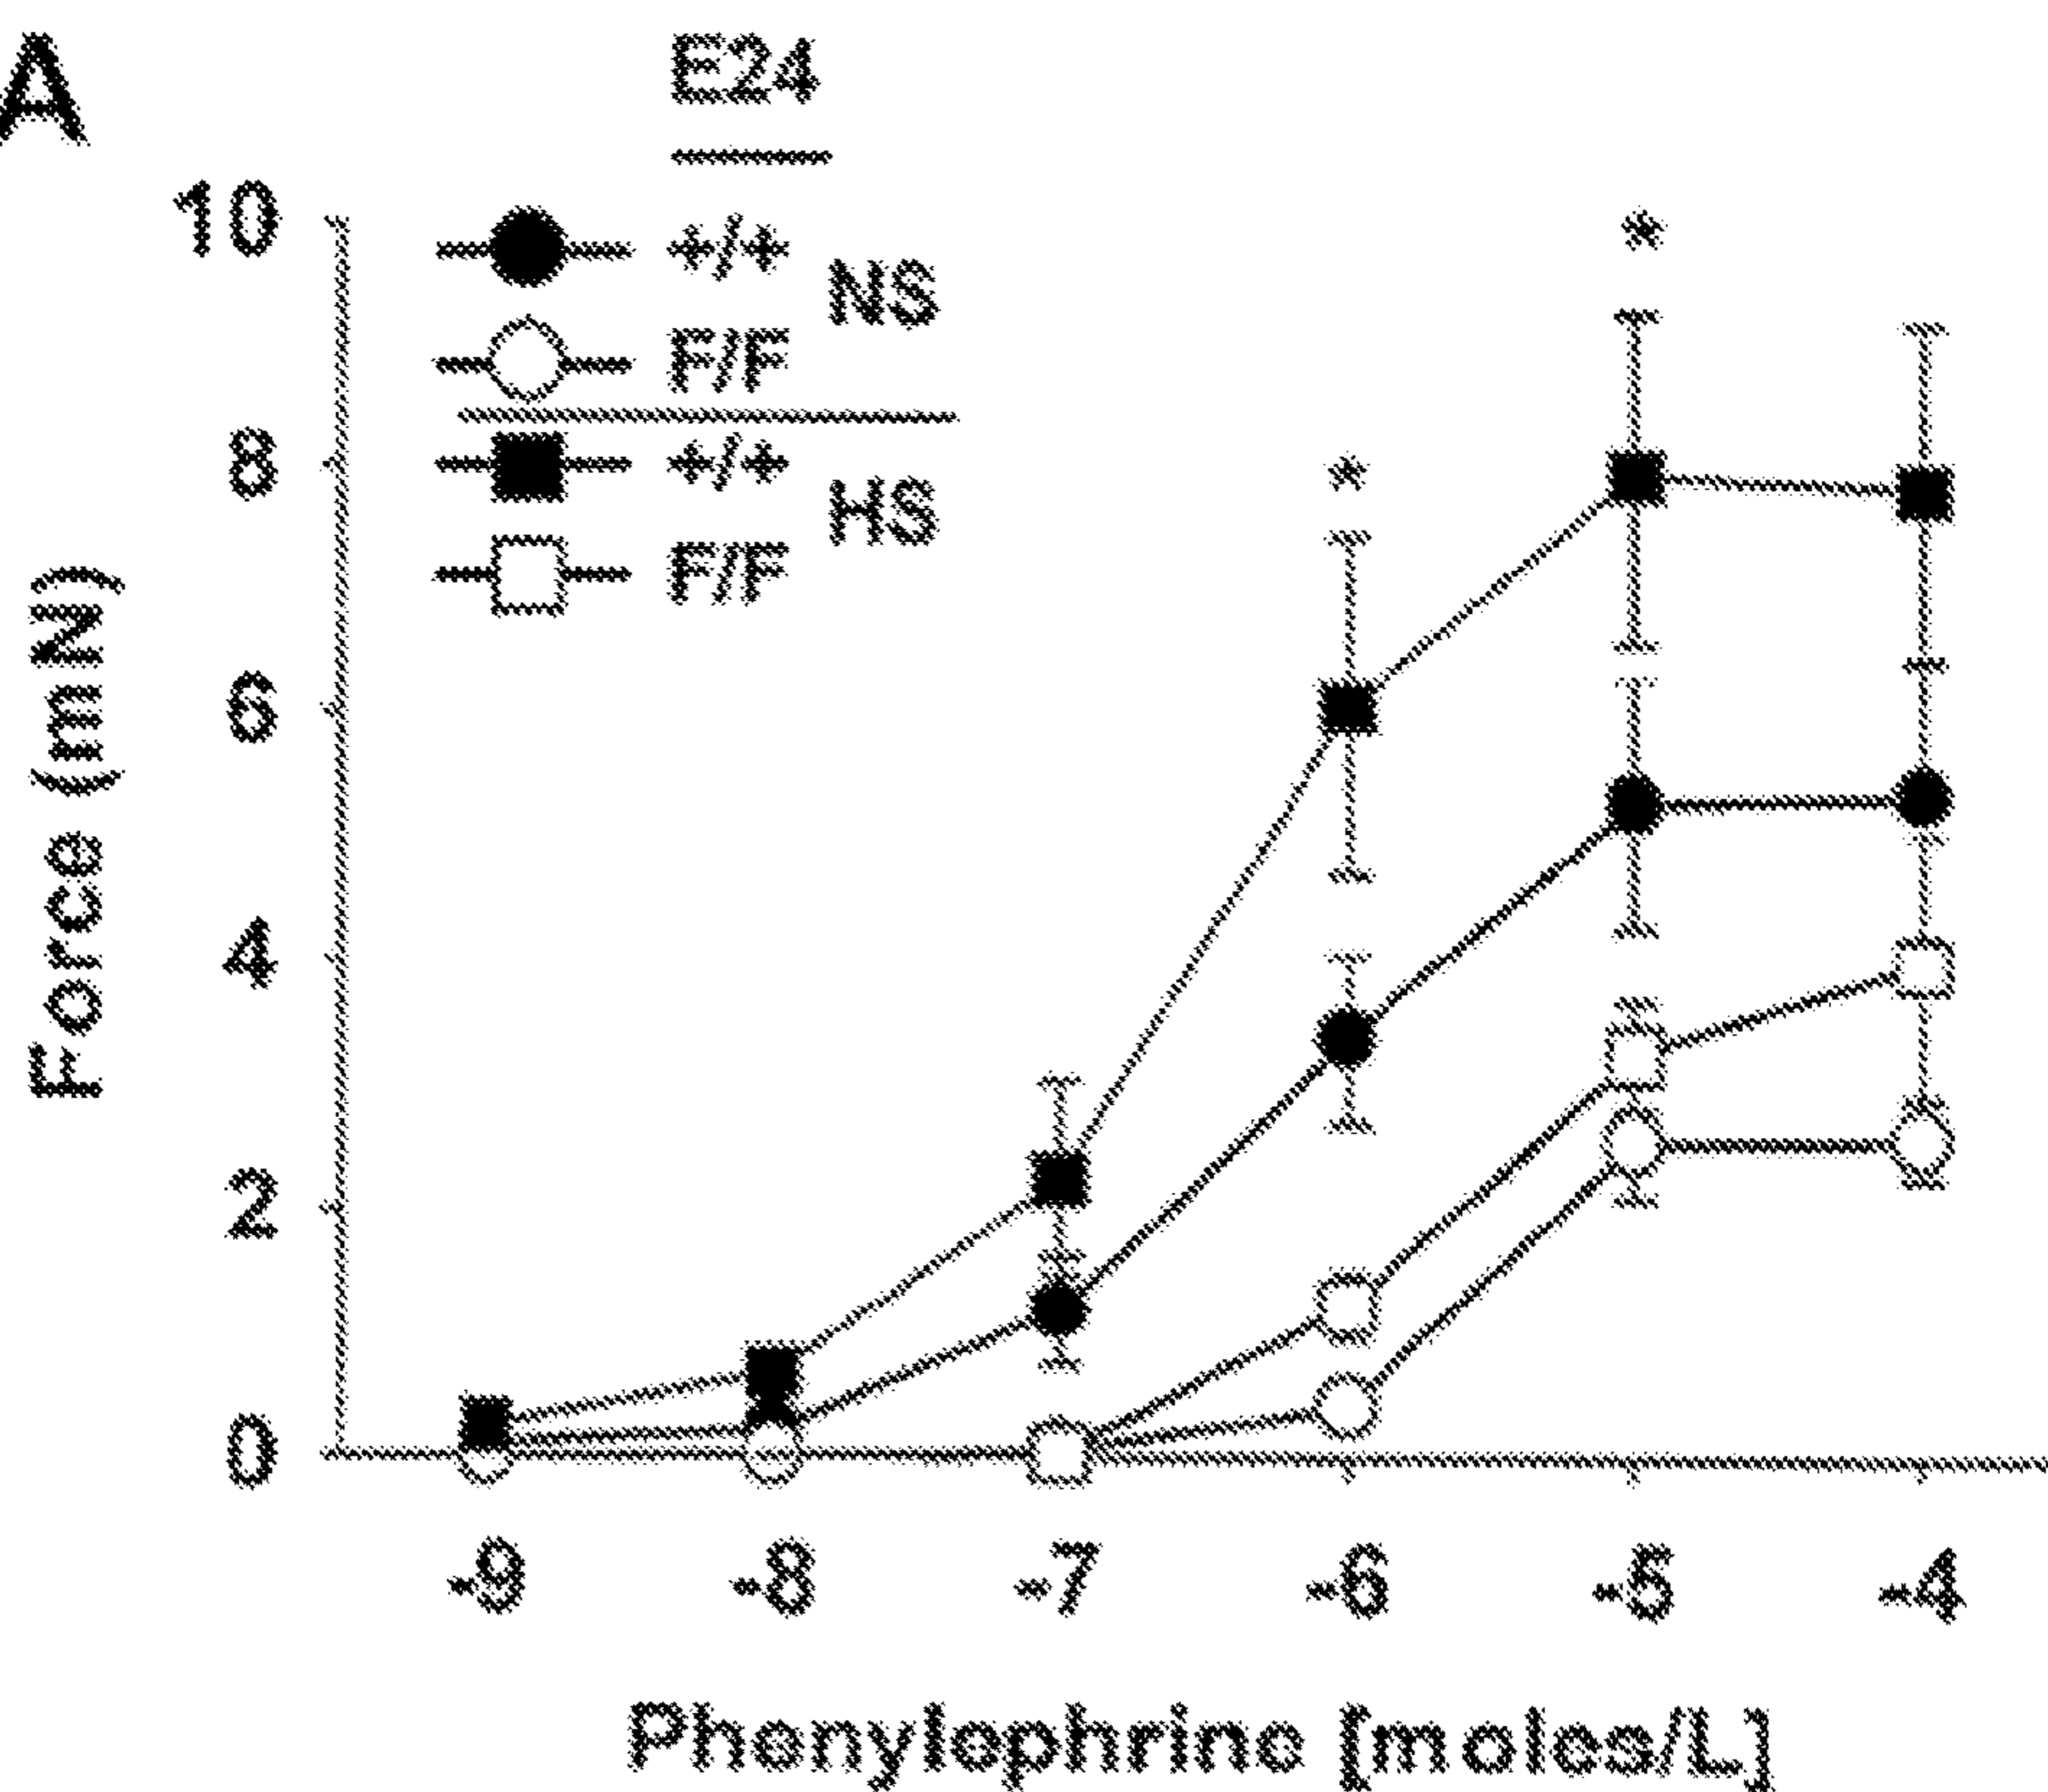 A
E24
+/+
NS
F/F
+/+
HS
F/F
10
8
6
4
2
0
Force (mN)
-9 -8 -7 -6 -5 -4
Phenylephrine [moles/L]
*
*